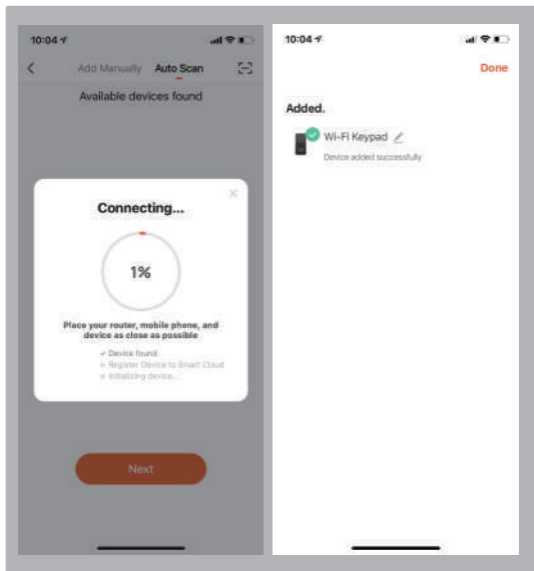 10:04
Add Manually Auto Scan
Available devices found
Connecting...
1%
Place your router, mobile phone, and
device as close as possible
Device found
Register Device to Smart Cloud
Initializing device...
Next
10:04
Done
Added.
Wi-Fi Keypad
Device added successfully